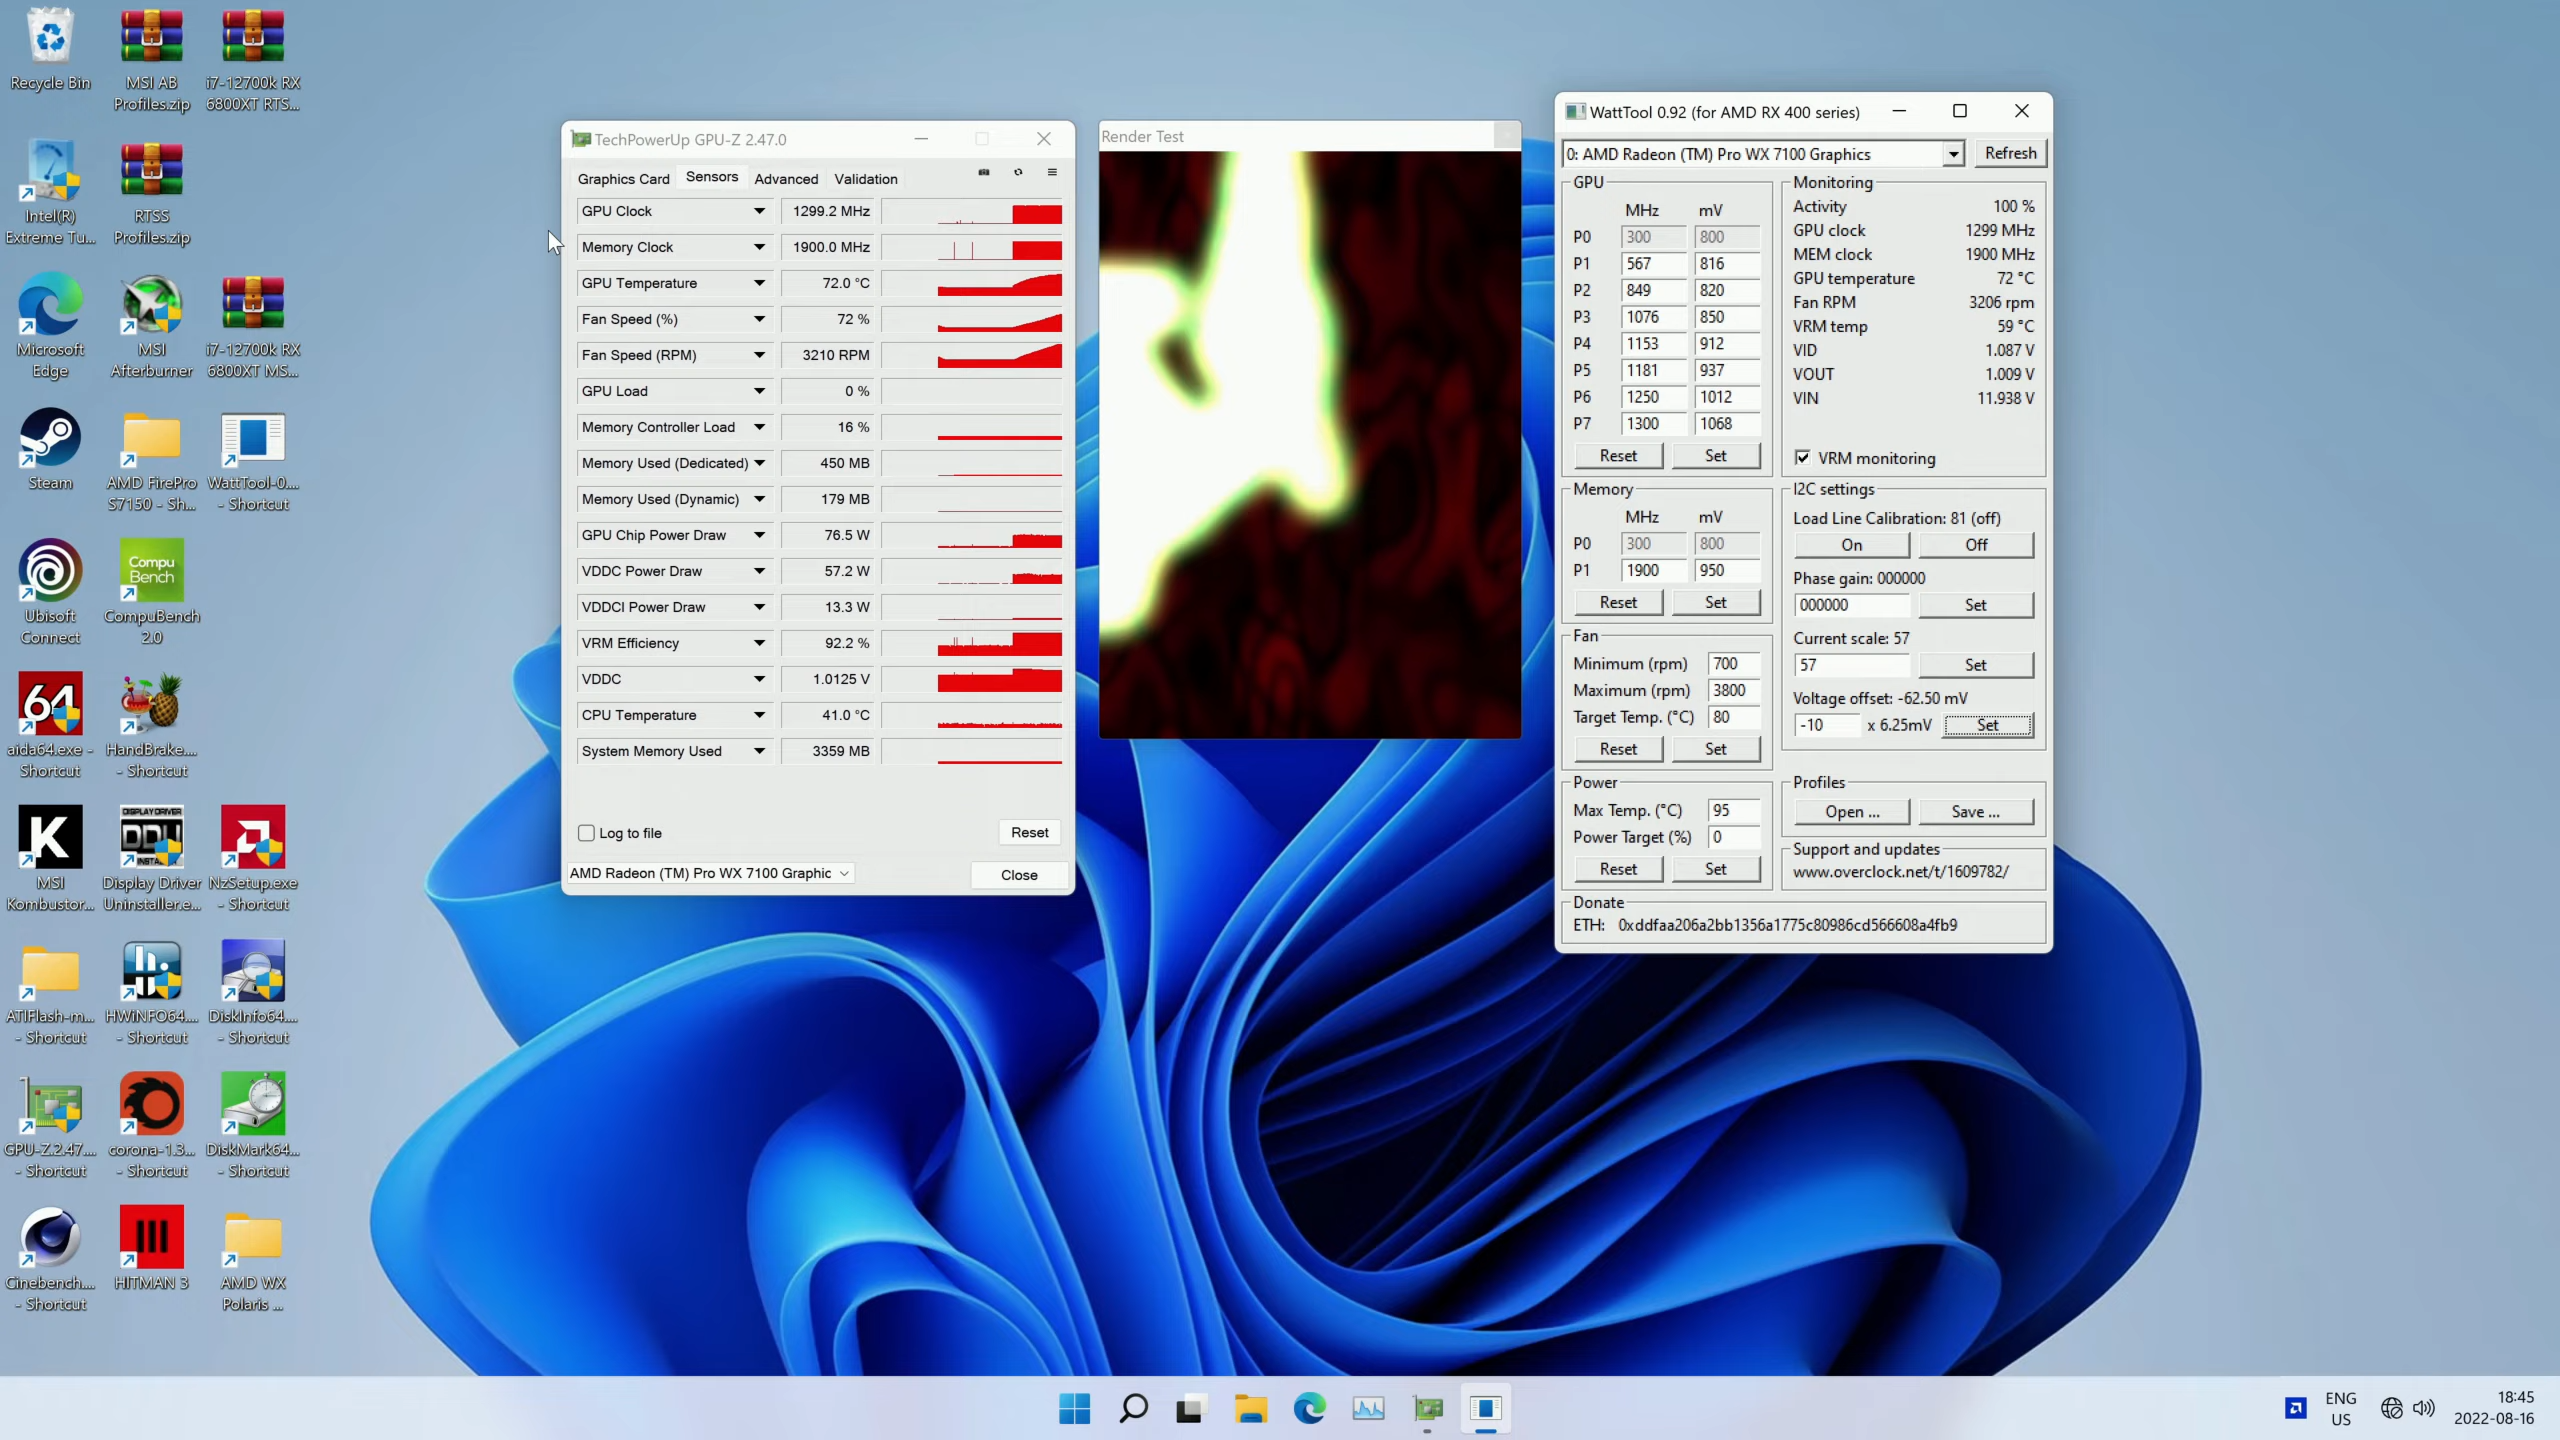 Recycle Bin
MSI AB
Profiles.zip
i7-12700k RX
6800XT RTS...
Intel(R)
Extreme Tu...
RTSS
Profiles.zip
Microsoft
Edge
MSI
Afterburner
i7-12700k RX
6800XT MS...
Steam
AMD FirePro
S7150 - Sh...
WattTool-0....
- Shortcut
Ubisoft
Connect
Compu
Bench
CompuBench
2.0
64
aida64.exe -
Shortcut
HandBrake....
- Shortcut
K
MSI
Kombustor...
DISPLAY DRIVER
DDU
Display Driver
Uninstaller.e...
NzSetup.exe
- Shortcut
ATIFlash-m...
- Shortcut
HWiNFO64....
- Shortcut
DiskInfo64....
- Shortcut
GPU-Z.2.47....
- Shortcut
corona-1.3...
- Shortcut
DiskMark64...
- Shortcut
Cinebench....
- Shortcut
HITMAN 3
AMD WX
Polaris ...
TechPowerUp GPU-Z 2.47.0
Graphics Card Sensors Advanced Validation
GPU Clock 1299.2 MHz
Memory Clock 1900.0 MHz
GPU Temperature 72.0 °C
Fan Speed (%) 72 %
Fan Speed (RPM) 3210 RPM
GPU Load 0 %
Memory Controller Load 16 %
Memory Used (Dedicated) 450 MB
Memory Used (Dynamic) 179 MB
GPU Chip Power Draw 76.5 W
VDDC Power Draw 57.2 W
VDDCI Power Draw 13.3 W
VRM Efficiency 92.2 %
VDDC 1.0125 V
CPU Temperature 41.0 °C
System Memory Used 3359 MB
Log to file Reset
AMD Radeon (TM) Pro WX 7100 Graphic Close
Render Test
WattTool 0.92 (for AMD RX 400 series)
0: AMD Radeon (TM) Pro WX 7100 Graphics Refresh
GPU
MHz mV
P0 300 800
P1 567 816
P2 849 820
P3 1076 850
P4 1153 912
P5 1181 937
P6 1250 1012
P7 1300 1068
Reset Set
Memory
MHz mV
P0 300 800
P1 1900 950
Reset Set
Fan
Minimum (rpm) 700
Maximum (rpm) 3800
Target Temp. (°C) 80
Reset Set
Power
Max Temp. (°C) 95
Power Target (%) 0
Reset Set
Monitoring
Activity 100 %
GPU clock 1299 MHz
MEM clock 1900 MHz
GPU temperature 72 °C
Fan RPM 3206 rpm
VRM temp 59 °C
VID 1.087 V
VOUT 1.009 V
VIN 11.938 V
VRM monitoring
I2C settings
Load Line Calibration: 81 (off)
On Off
Phase gain: 000000
000000 Set
Current scale: 57
57 Set
Voltage offset: -62.50 mV
-10 x 6.25mV Set
Profiles
Open ... Save ...
Support and updates
www.overclock.net/t/1609782/
Donate
ETH: 0xddfaa206a2bb1356a1775c80986cd566608a4fb9
ENG
US
18:45
2022-08-16